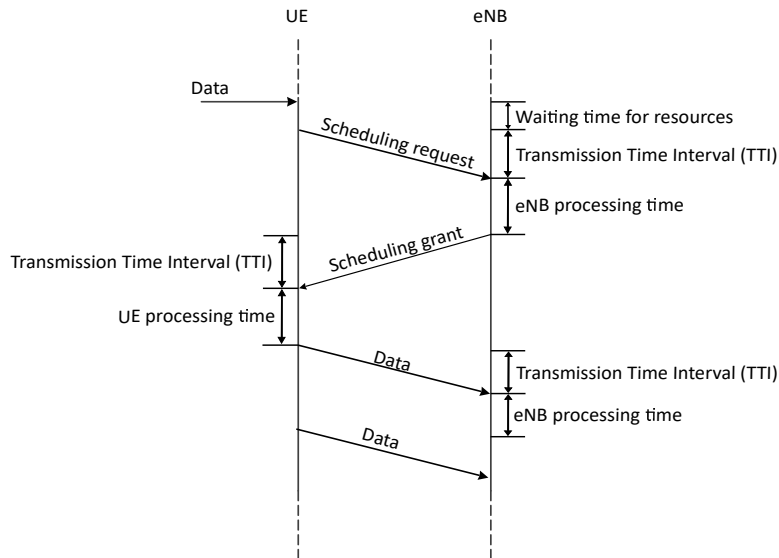 UE
eNB
Data
Waiting time for resources
Scheduling request
Transmission Time Interval (TTI)
eNB processing time
Scheduling grant
Transmission Time Interval (TTI)
UE processing time
Data
Transmission Time Interval (TTI)
eNB processing time
Data